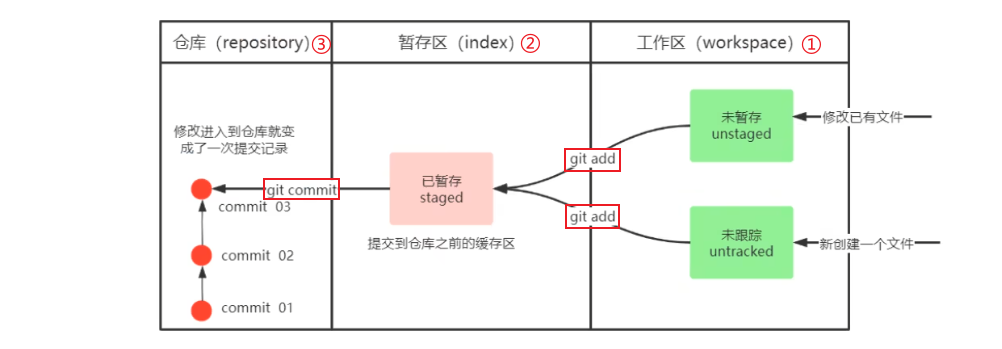 仓库（repository）③
暂存区（index）②
工作区（workspace）①
修改进入到仓库就变
成了一次提交记录
git commit
commit 03
commit 02
commit 01
已暂存
staged
提交到仓库之前的缓存区
git add
git add
未暂存
unstaged
修改已有文件
未跟踪
untracked
新创建一个文件